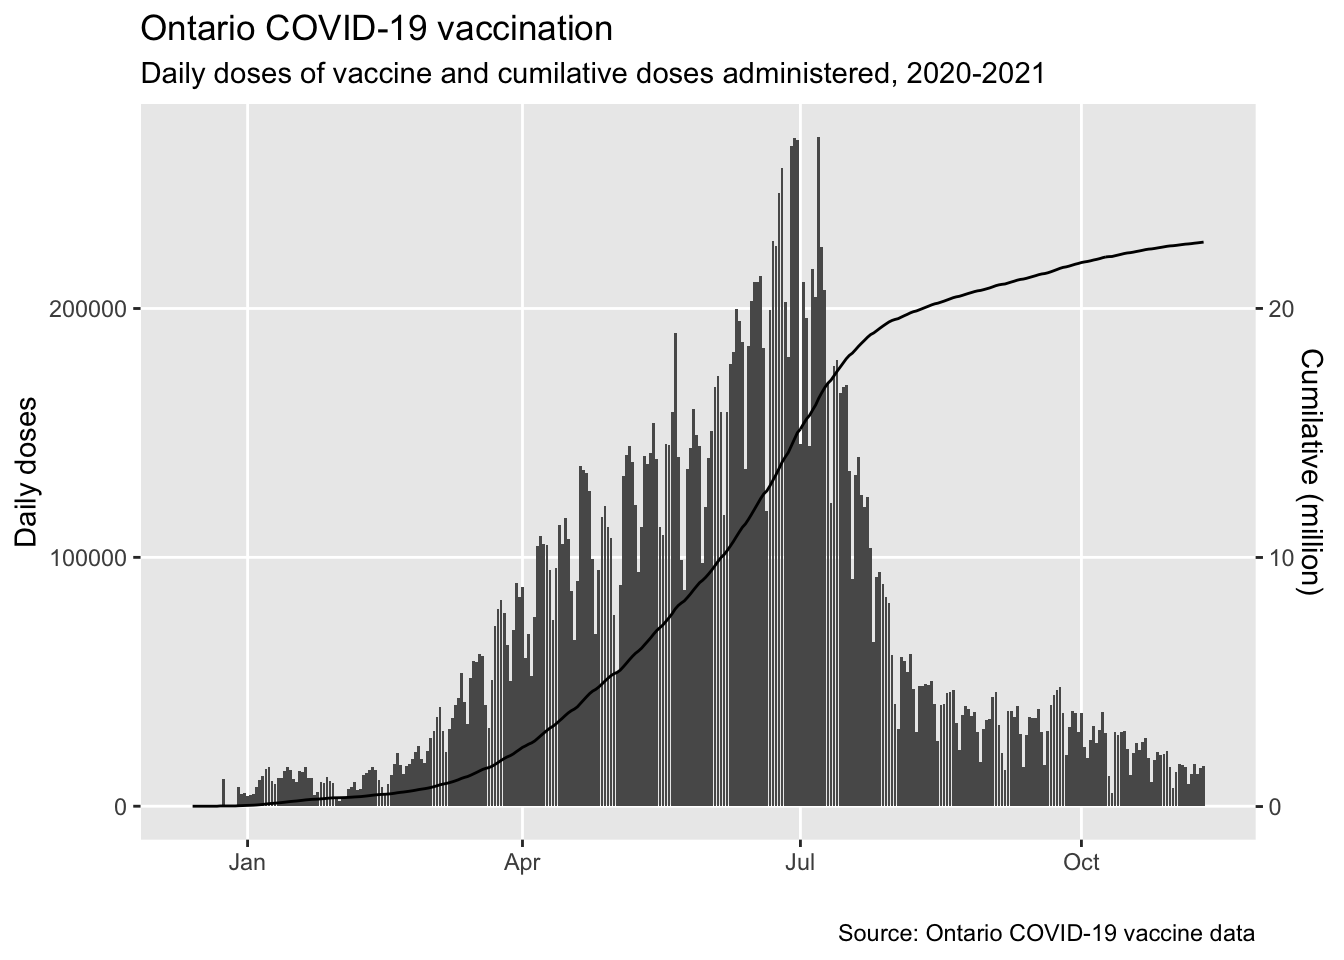 Ontario COVID-19 vaccination
Daily doses of vaccine and cumilative doses administered, 2020-2021
Daily doses
200000
100000
0
20
10
0
Cumilative (million)
Jan Apr Jul Oct
Source: Ontario COVID-19 vaccine data